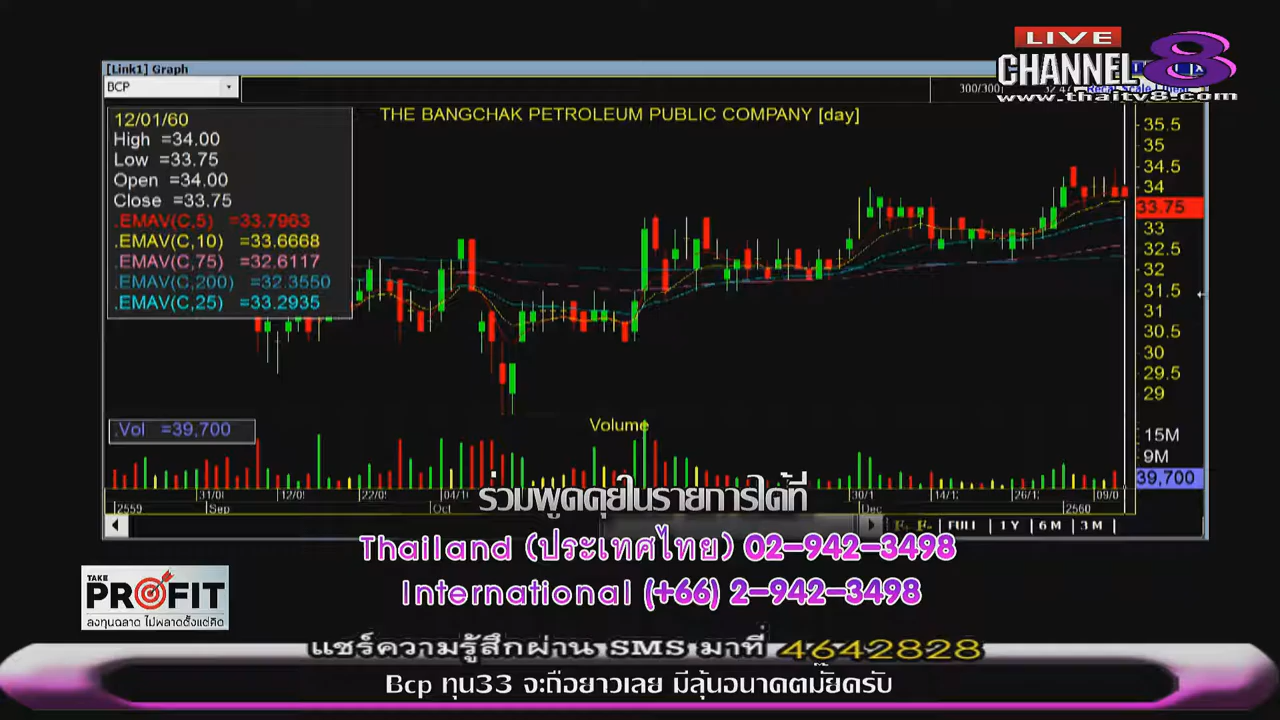 LIVE
CHANNEL 8
www.thaitv8.com
[Link1] Graph
BCP
300/300
THE BANGCHAK PETROLEUM PUBLIC COMPANY [day]
12/01/60
High =34.00
Low =33.75
Open =34.00
Close =33.75
.EMAV(C,5) =33.7963
.EMAV(C,10) =33.6668
.EMAV(C,75) =32.6117
.EMAV(C,200) =32.3550
.EMAV(C,25) =33.2935
35.5
35
34.5
34
33.75
33
32.5
32
31.5
31
30.5
30
29.5
29
.Vol =39,700
Volume
15M
9M
39,700
2559 Sep Oct Dec 2560
FULL 1Y 6M 3M
ร่วมพูดคุยในรายการได้ที่
Thailand (ประเทศไทย) 02-942-3498
International (+66) 2-942-3498
TAKE
PROFIT
ลงทุนฉลาด ไม่พลาดตั้งแต่คิด
แชร์ความรู้สึกผ่าน SMS มาที่ 4642828
Bcp ทุน33 จะถือยาวเลย มีลุ้นอนาคตมั๊ยครับ